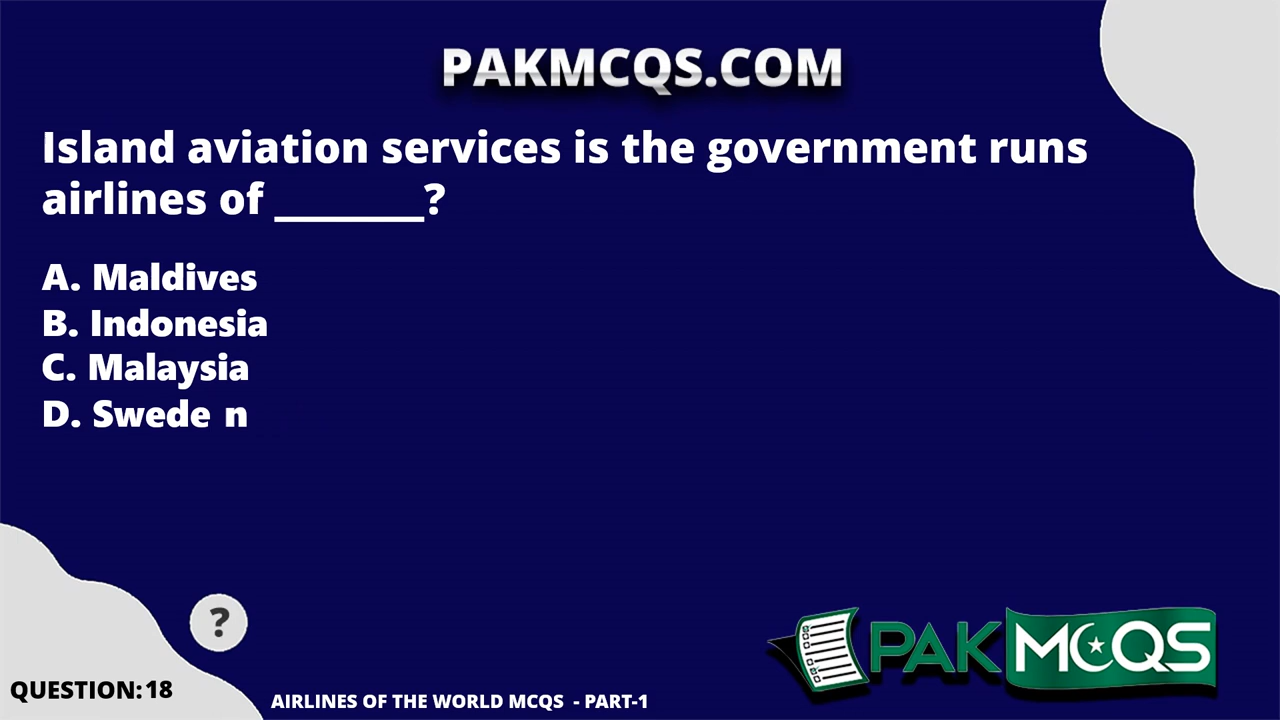 PAKMCQS.COM
Island aviation services is the government runs
airlines of _______?
A. Maldives
B. Indonesia
C. Malaysia
D. Swede n
?
PAKMCQS
QUESTION:18
AIRLINES OF THE WORLD MCQS - PART-1